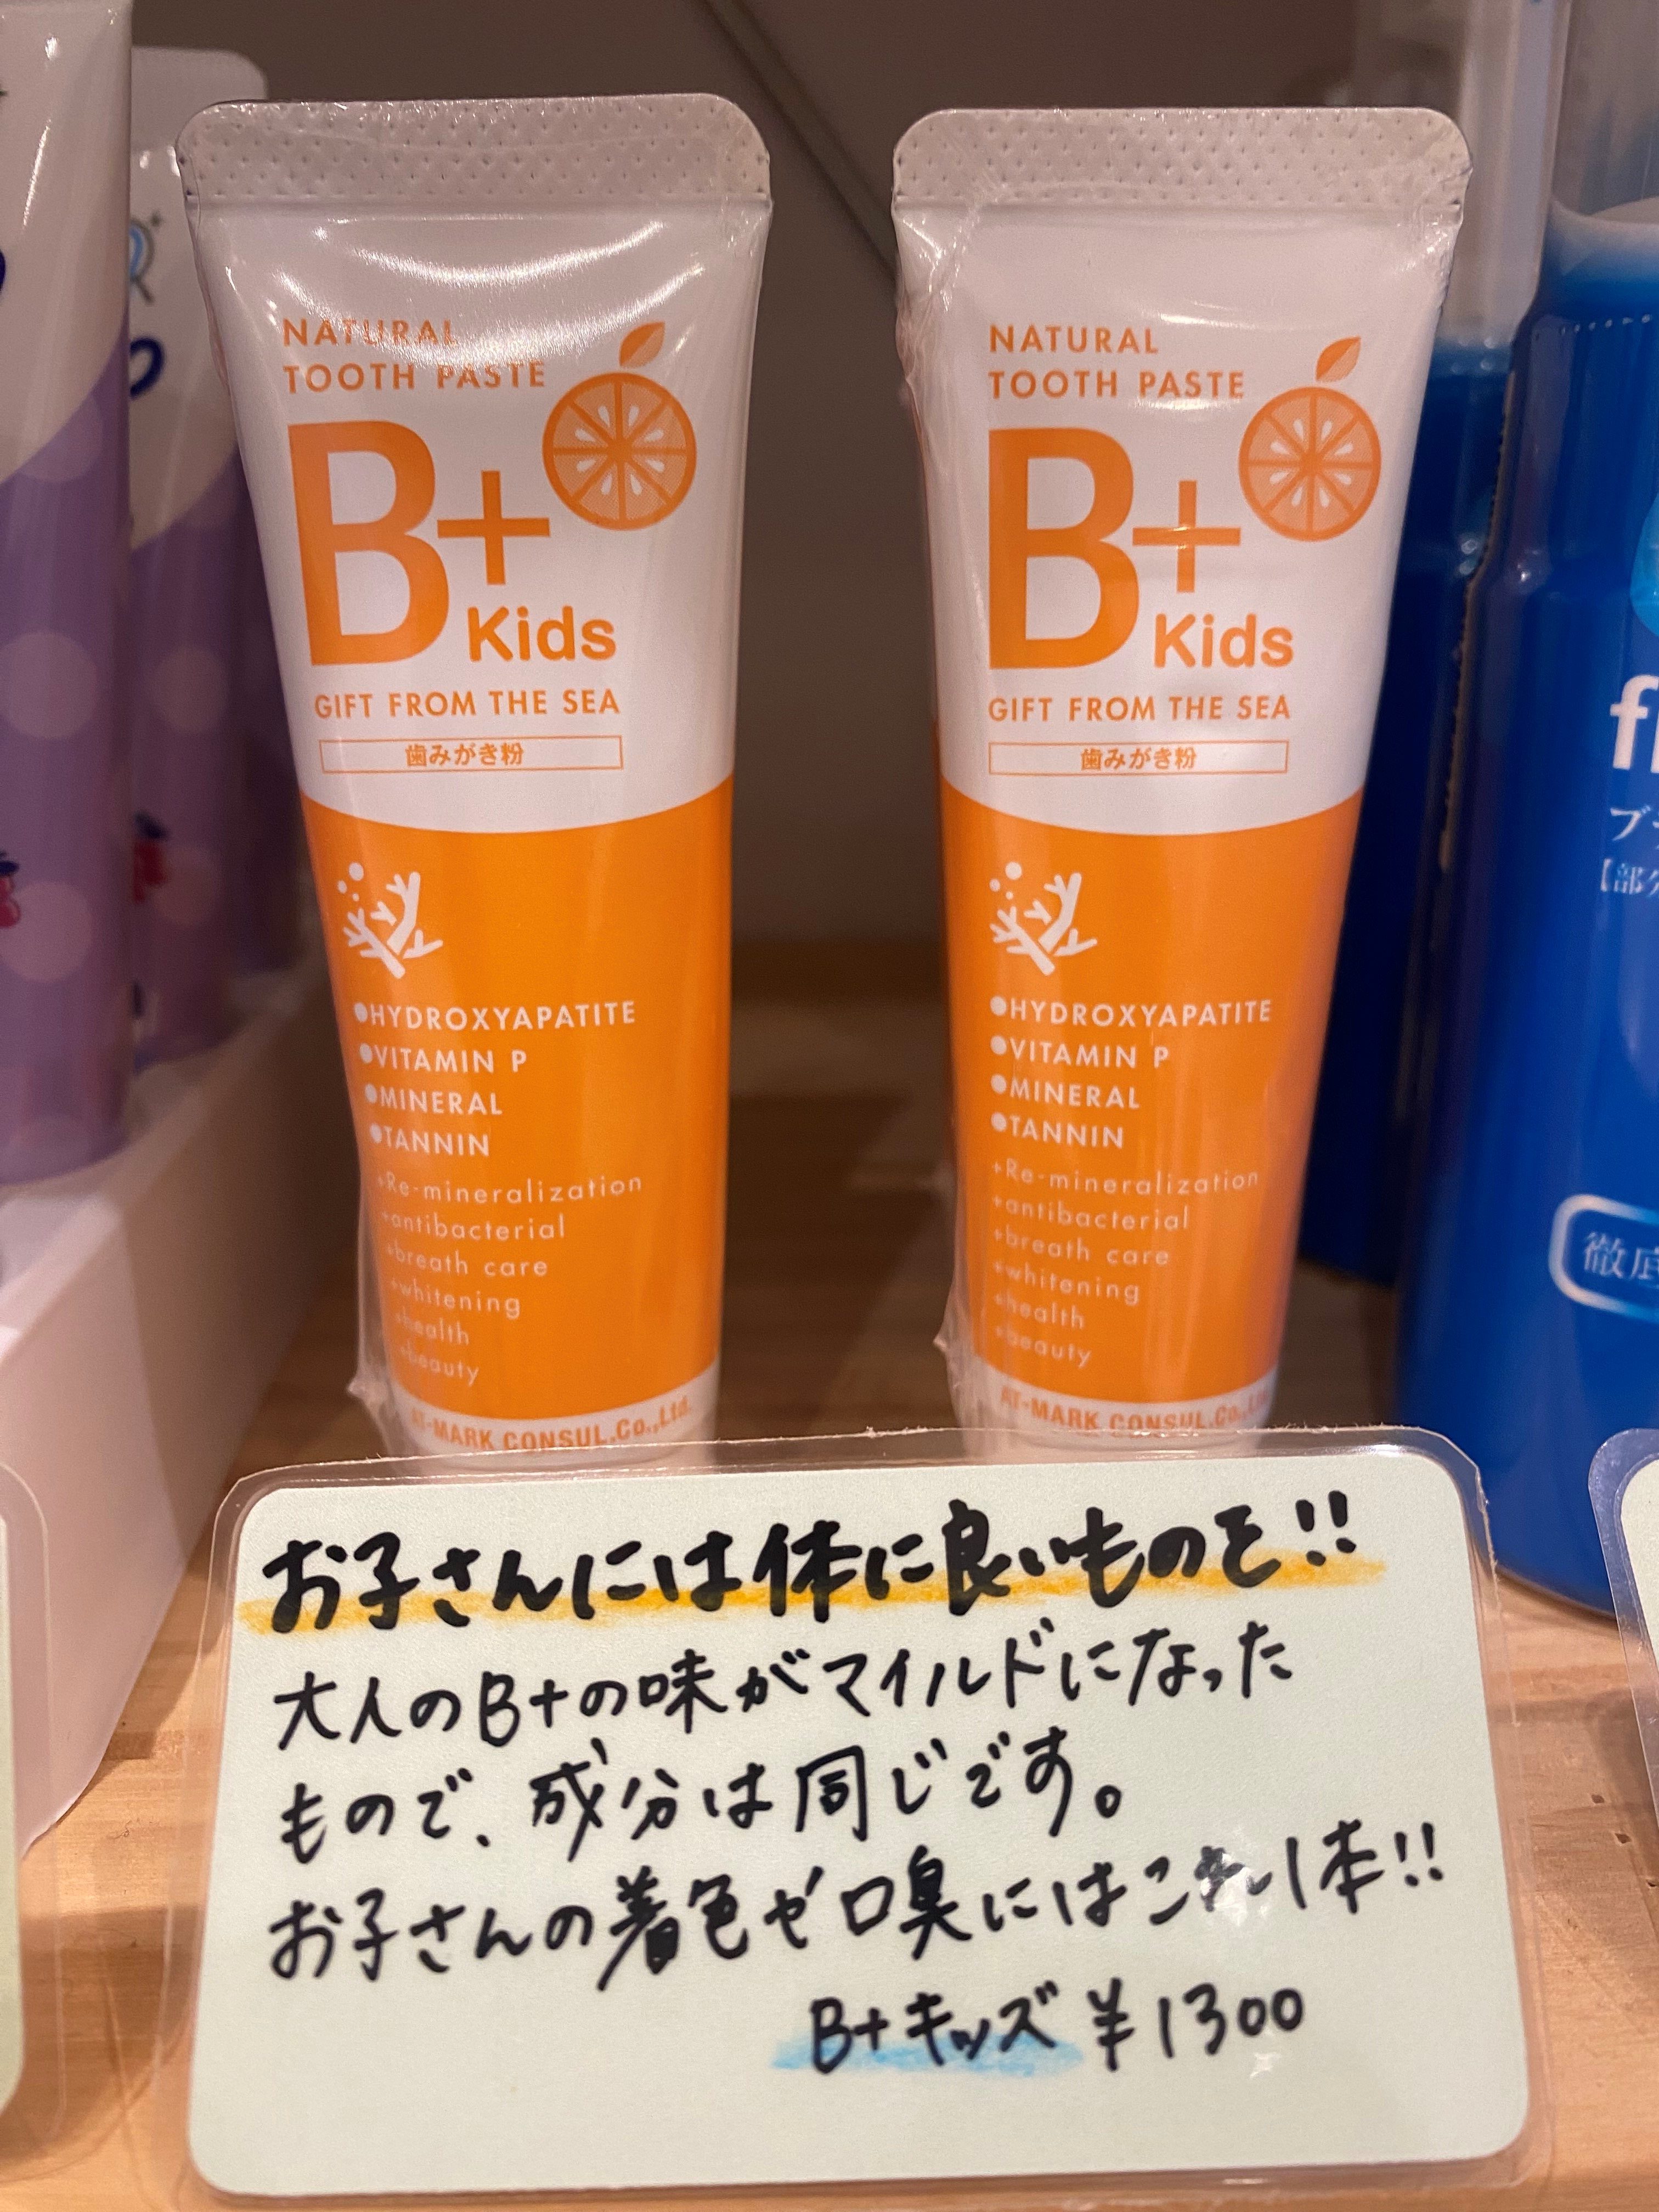 NATURAL
TOOTH PASTE
B+
Kids
GIFT FROM THE SEA
歯みがき粉
●HYDROXYAPATITE
●VITAMIN P
●MINERAL
●TANNIN
+Re-mineralization
+antibacterial
+breath care
+whitening
+health
+beauty
AT-MARK CONSUL.Co.,Ltd.
NATURAL
TOOTH PASTE
B+
Kids
GIFT FROM THE SEA
歯みがき粉
●HYDROXYAPATITE
●VITAMIN P
●MINERAL
●TANNIN
+Re-mineralization
+antibacterial
+breath care
+whitening
+health
+beauty
AT-MARK CONSUL.Co.,Ltd.
徹底
お子さんには体に良いものを!!
大人のB+の味がマイルドになった
もので、成分は同じです。
お子さんの着色や口臭にはこれ1本!!
B+キッズ ¥1300